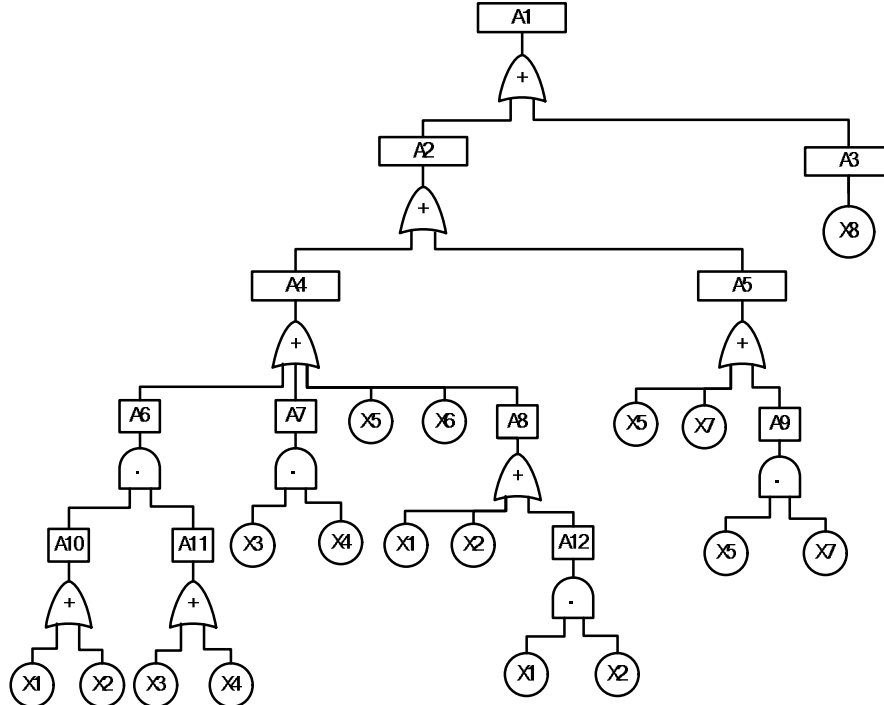 A1
+
A2
A3
+
X8
A4
A5
+
+
A6
A7
X5
X6
A8
X5
X7
A9
.
.
+
.
A10
A11
X3
X4
X1
X2
A12
X5
X7
+
+
.
X1
X2
X3
X4
X1
X2